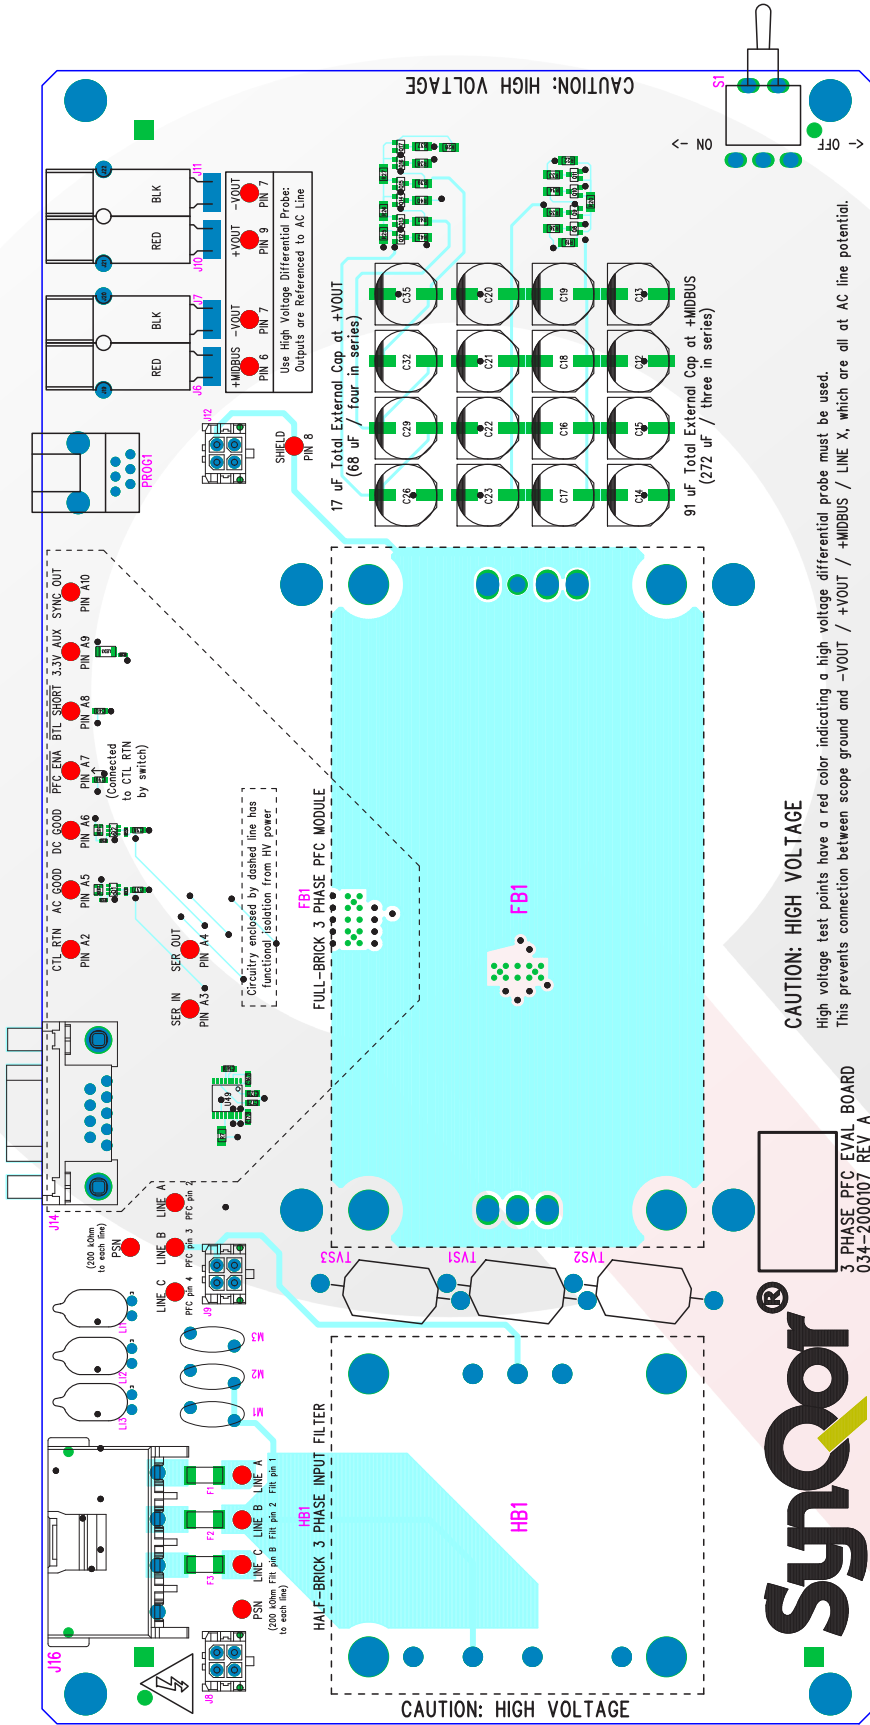 CAUTION: HIGH VOLTAGE
S1
<- ON
OFF ->
J11
BLK
RED
J10
-VOUT
PIN 7
+VOUT
PIN 9
J7
BLK
RED
J6
-VOUT
PIN 7
+MIDBUS
PIN 6
Use High Voltage Differential Probe:
Outputs are Referenced to AC Line
J12
SHIELD
PIN 8
PROG1
17 uF Total External Cap at +VOUT
(68 uF / four in series)
C35
C20
C19
C13
C32
C21
C18
C12
C29
C22
C16
C15
C26
C23
C17
C14
91 uF Total External Cap at +MIDBUS
(272 uF / three in series)
SYNC_OUT
PIN A10
3.3V AUX
PIN A9
BTL SHORT
PIN A8
PFC ENA
PIN A7
(Connected
to CTL RTN
by switch)
DC GOOD
PIN A6
AC GOOD
PIN A5
CTL RTN
PIN A2
SER OUT
PIN A4
SER IN
PIN A3
Circuitry enclosed by dashed line has
functional isolation from HV power
FULL-BRICK 3 PHASE PFC MODULE
FB1
FB1
U49
J14
CAUTION: HIGH VOLTAGE
High voltage test points have a red color indicating a high voltage differential probe must be used.
This prevents connection between scope ground and -VOUT / +VOUT / +MIDBUS / LINE X, which are all at AC line potential.
PSN
(200 kOhm
to each line)
LINE A
PFC pin 2
LINE B
PFC pin 3
LINE C
PFC pin 4
J9
TVS3
TVS1
TVS2
LI1
LI2
LI3
M3
M2
M1
J16
F1
F2
F3
LINE A
Filt pin 1
LINE B
Filt pin 2
LINE C
Filt pin B
PSN
(200 kOhm
to each line)
J8
HALF-BRICK 3 PHASE INPUT FILTER
HB1
HB1
CAUTION: HIGH VOLTAGE
3 PHASE PFC EVAL BOARD
034-2000107 REV A
SynQor®